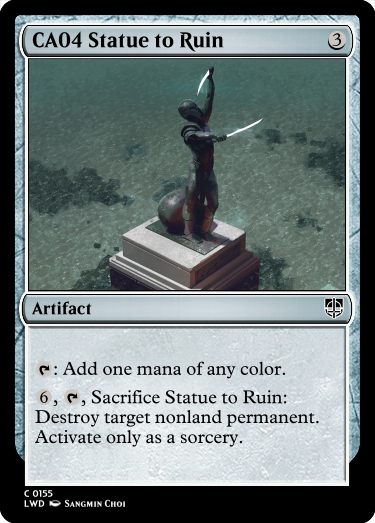 CA04 Statue to Ruin 3
Artifact
: Add one mana of any color.
6, , Sacrifice Statue to Ruin:
Destroy target nonland permanent.
Activate only as a sorcery.
C 0155
LWD Sangmin Choi